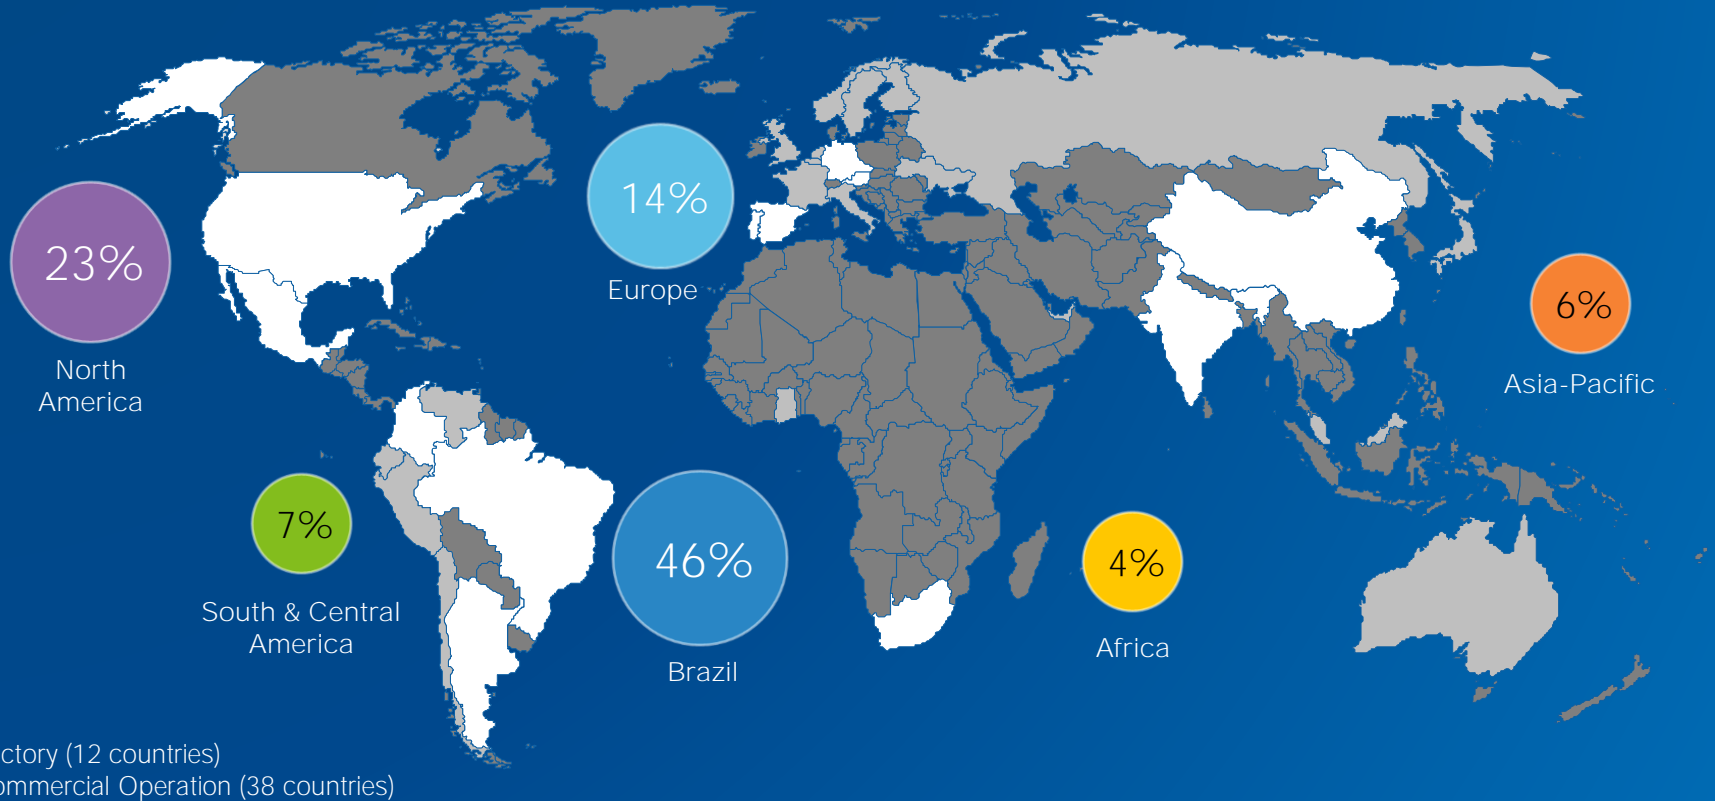 14%
23%
Europe
6%
North
America
Asia-Pacific
7%
46%
4%
South & Central
America
Africa
Brazil
ctory (12 countries)
ommercial Operation (38 countries)